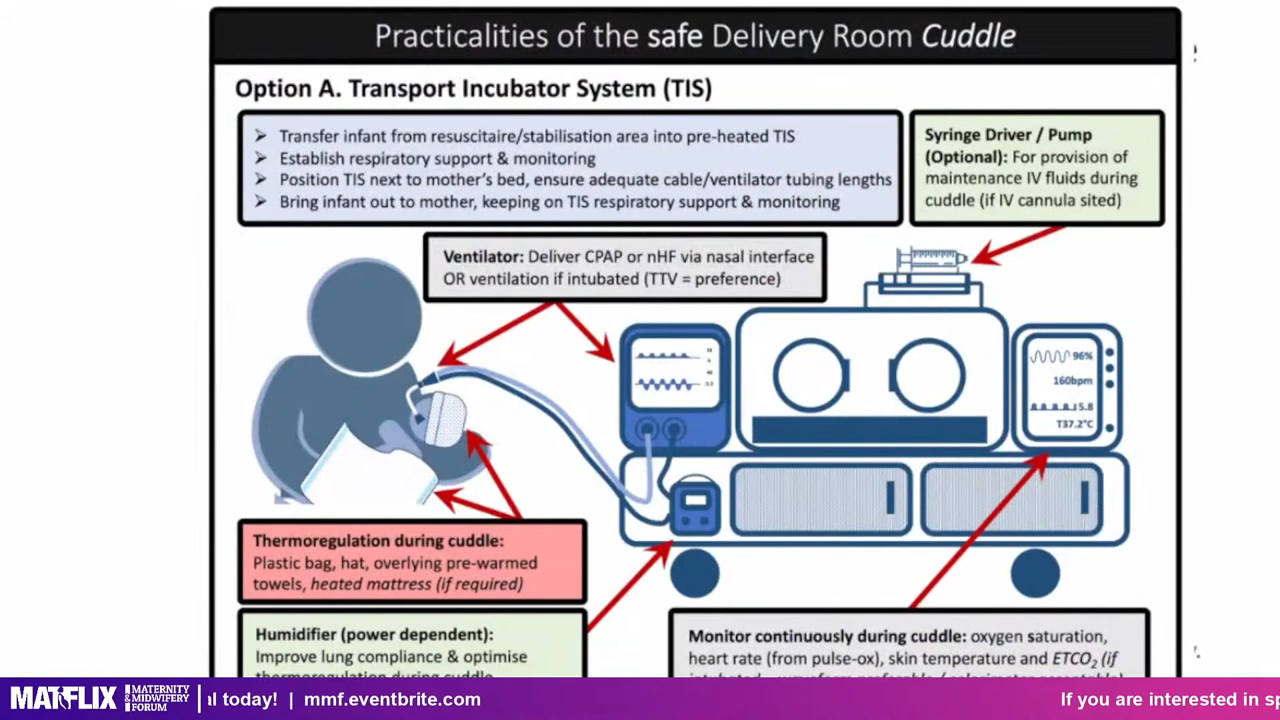 Practicalities of the safe Delivery Room Cuddle
Option A. Transport Incubator System (TIS)
➢ Transfer infant from resuscitaire/stabilisation area into pre-heated TIS
➢ Establish respiratory support & monitoring
➢ Position TIS next to mother's bed, ensure adequate cable/ventilator tubing lengths
➢ Bring infant out to mother, keeping on TIS respiratory support & monitoring
Syringe Driver / Pump
(Optional): For provision of
maintenance IV fluids during
cuddle (if IV cannula sited)
Ventilator: Deliver CPAP or nHF via nasal interface
OR ventilation if intubated (TTV = preference)
96%
160bpm
5.8
T37.2°C
Thermoregulation during cuddle:
Plastic bag, hat, overlying pre-warmed
towels, heated mattress (if required)
Humidifier (power dependent):
Improve lung compliance & optimise
thermoregulation during cuddle
Monitor continuously during cuddle: oxygen saturation,
heart rate (from pulse-ox), skin temperature and ETCO₂ (if
MATFLIX
MATERNITY
& MIDWIFERY
FORUM
al today! | mmf.eventbrite.com
If you are interested in sp